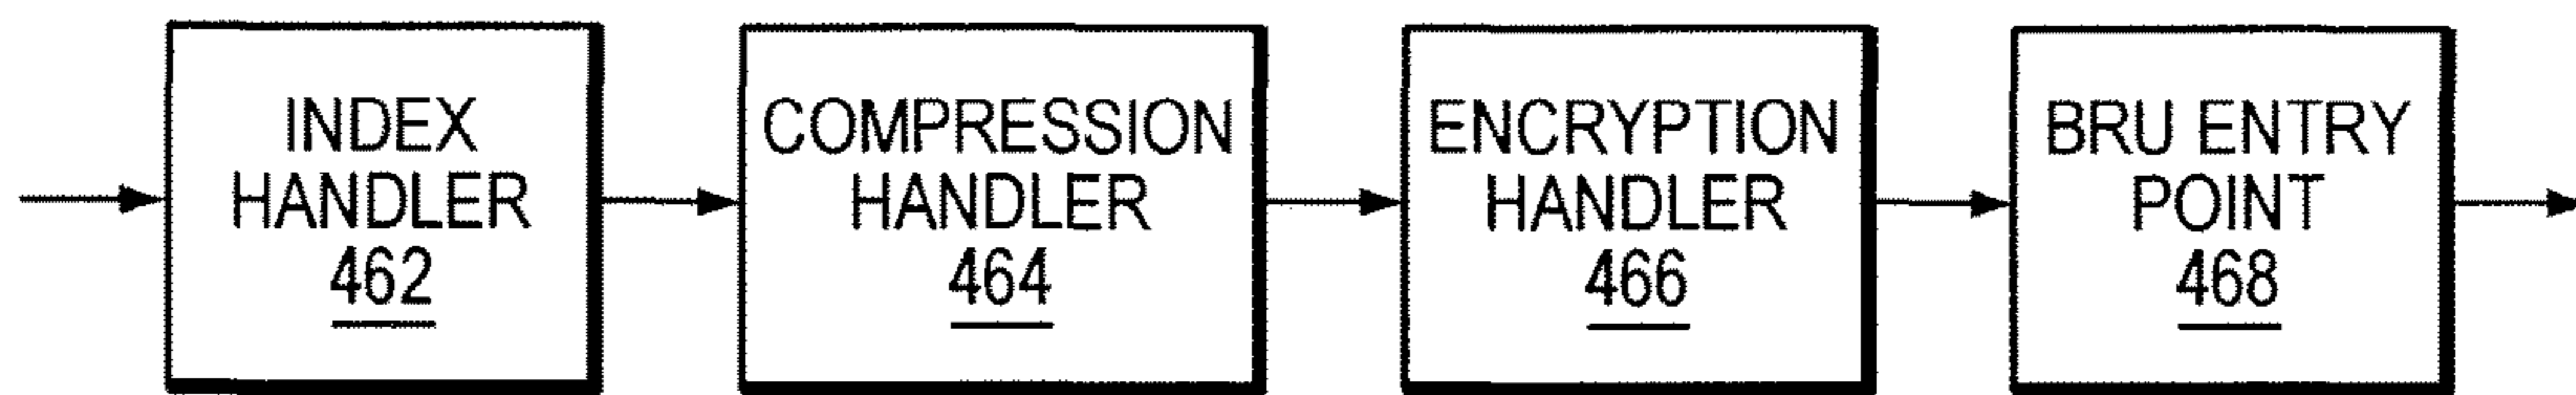 INDEX
HANDLER
462
COMPRESSION
HANDLER
464
ENCRYPTION
HANDLER
466
BRU ENTRY
POINT
468